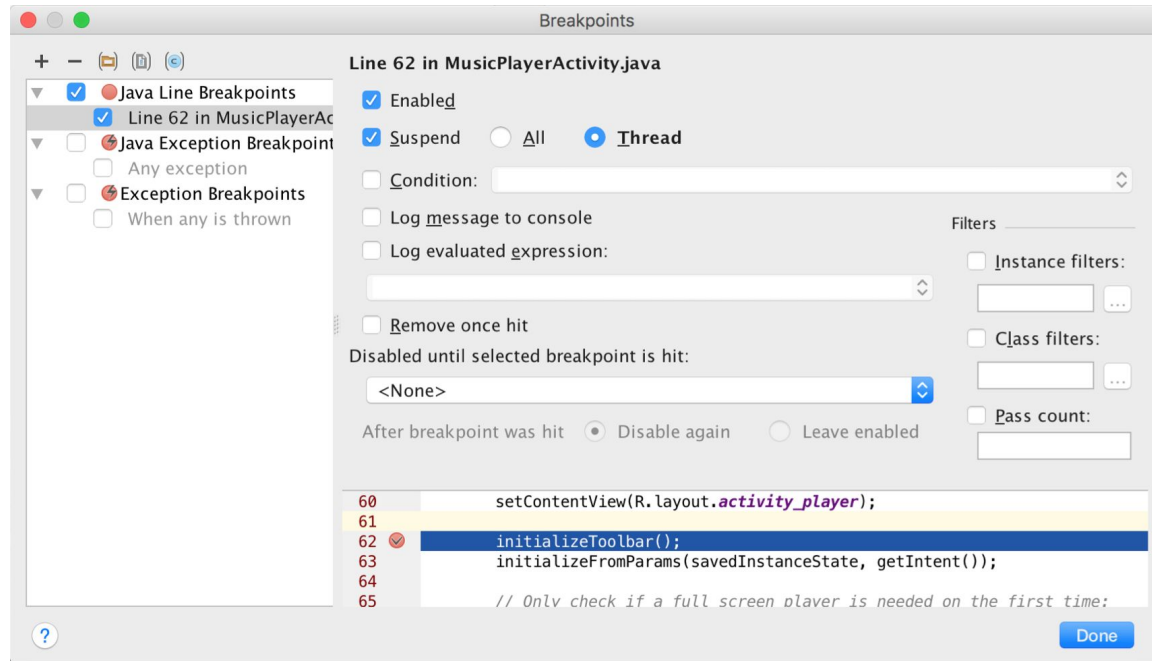 Breakpoints
Java Line Breakpoints
Line 62 in MusicPlayerAc
Java Exception Breakpoint
Any exception
Exception Breakpoints
When any is thrown
Line 62 in MusicPlayerActivity.java
Enabled
Suspend All Thread
Condition:
Log message to console
Log evaluated expression:
Remove once hit
Disabled until selected breakpoint is hit:
<None>
After breakpoint was hit Disable again Leave enabled
Filters
Instance filters:
...
Class filters:
...
Pass count:
60 setContentView(R.layout.activity_player);
61
62 initializeToolbar();
63 initializeFromParams(savedInstanceState, getIntent());
64
65 // Only check if a full screen player is needed on the first time:
?
Done